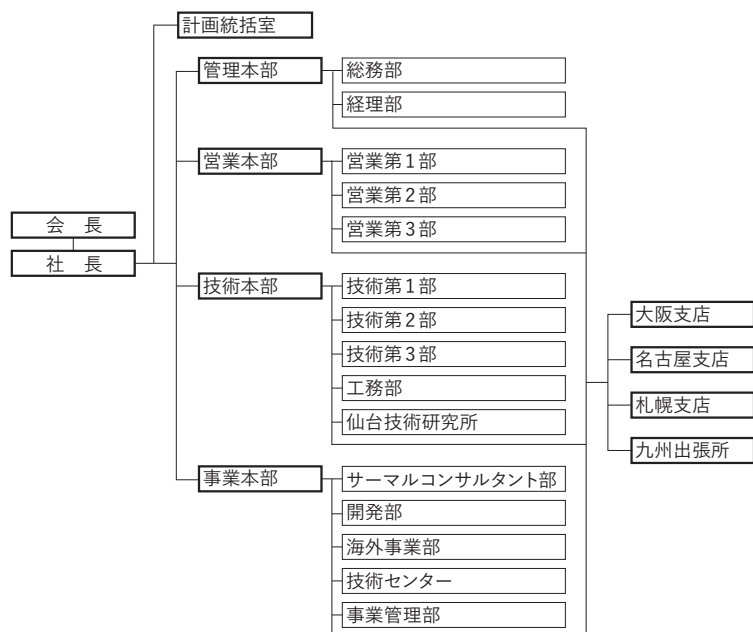 計画統括室
管理本部
総務部
経理部
営業本部
営業第1部
営業第2部
営業第3部
会　長
社　長
技術本部
技術第1部
技術第2部
技術第3部
工務部
仙台技術研究所
大阪支店
名古屋支店
札幌支店
九州出張所
事業本部
サーマルコンサルタント部
開発部
海外事業部
技術センター
事業管理部